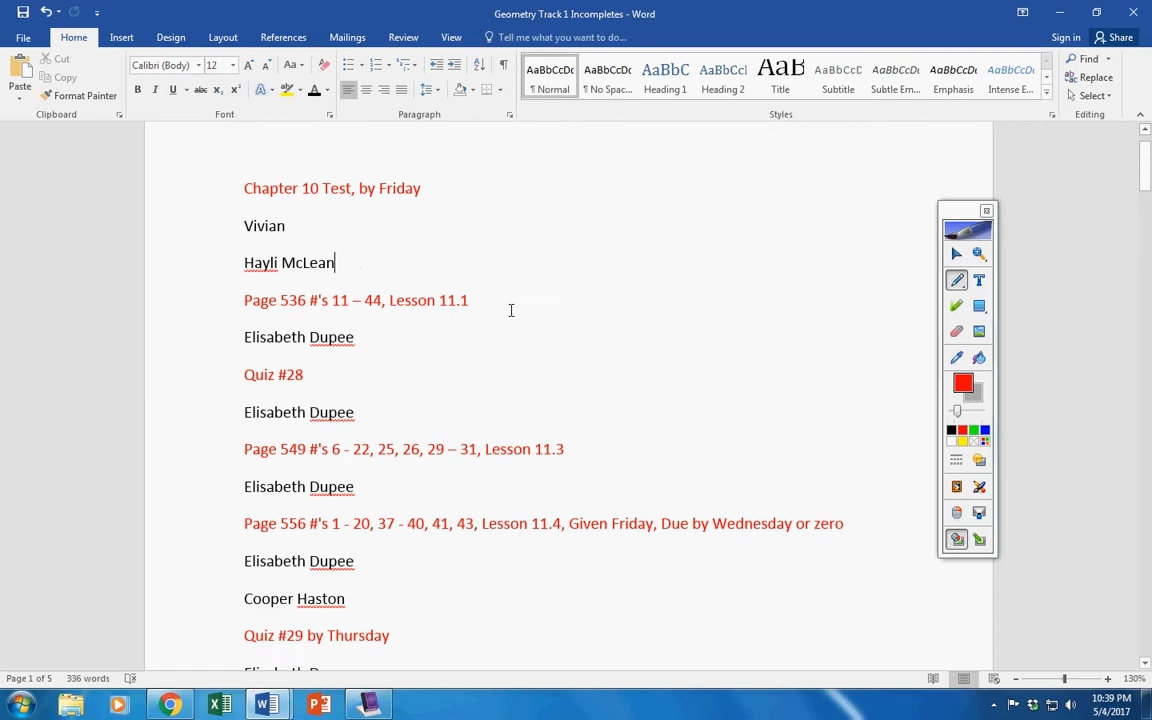 Geometry Track 1 Incompletes - Word
File Home Insert Design Layout References Mailings Review View Tell me what you want to do... Sign in Share
Paste Cut Copy Format Painter
Calibri (Body) 12
AaBbCcDc AaBbCcDc AaBbC AaBbCcI AaB AaBbCcD AaBbCcDt AaBbCcDt AaBbCcDt
¶ Normal ¶ No Spac... Heading 1 Heading 2 Title Subtitle Subtle Em... Emphasis Intense E...
Find Replace Select
Clipboard Font Paragraph Styles Editing
Chapter 10 Test, by Friday
Vivian
Hayli McLean
Page 536 #'s 11 – 44, Lesson 11.1
Elisabeth Dupee
Quiz #28
Elisabeth Dupee
Page 549 #'s 6 - 22, 25, 26, 29 – 31, Lesson 11.3
Elisabeth Dupee
Page 556 #'s 1 - 20, 37 - 40, 41, 43, Lesson 11.4, Given Friday, Due by Wednesday or zero
Elisabeth Dupee
Cooper Haston
Quiz #29 by Thursday
Page 1 of 5 336 words 130%
10:39 PM
5/4/2017